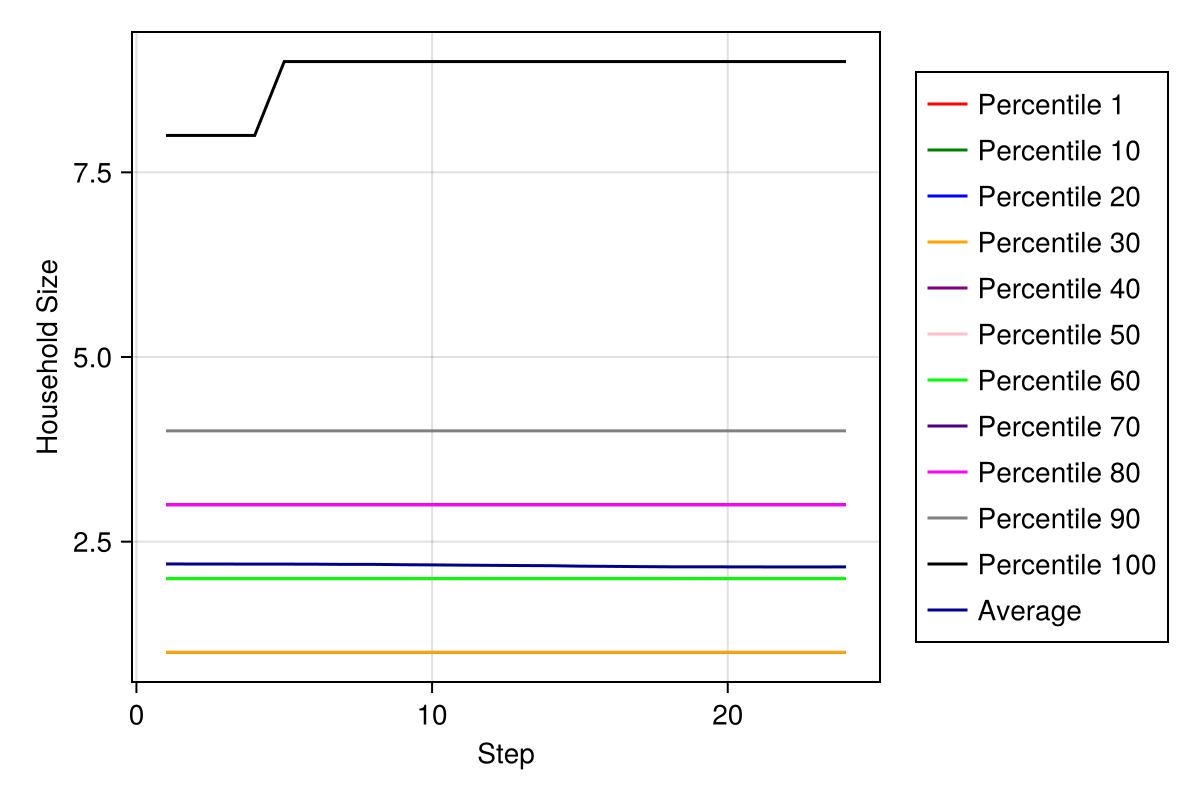 7.5
5.0
2.5
Household Size
0
10
20
Step
Percentile 1
Percentile 10
Percentile 20
Percentile 30
Percentile 40
Percentile 50
Percentile 60
Percentile 70
Percentile 80
Percentile 90
Percentile 100
Average